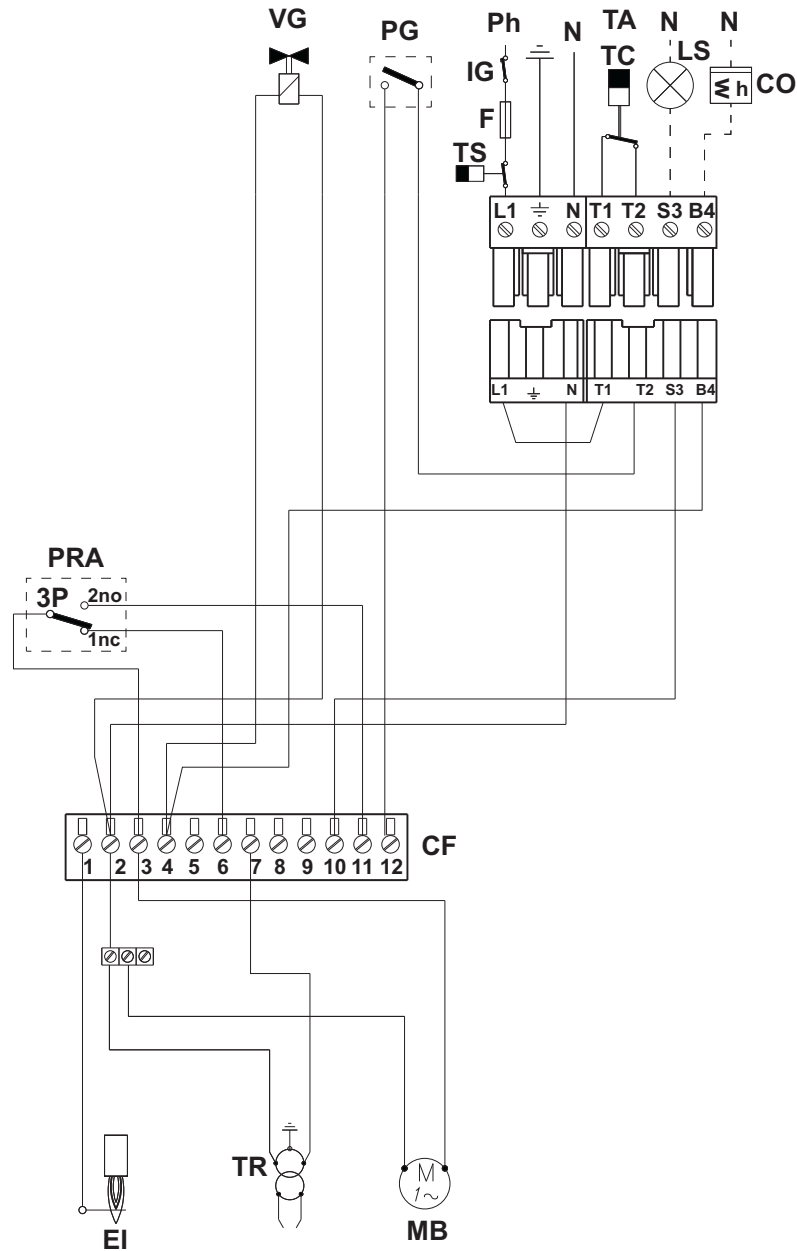 VG
PG
Ph
N
TA
N
N
IG
TC
LS
W h
CO
F
TS
L1 N T1 T2 S3 B4
L1 N T1 T2 S3 B4
PRA
3P
2no
1nc
CF
1 2 3 4 5 6 7 8 9 10 11 12
TR
M
1~
EI
MB